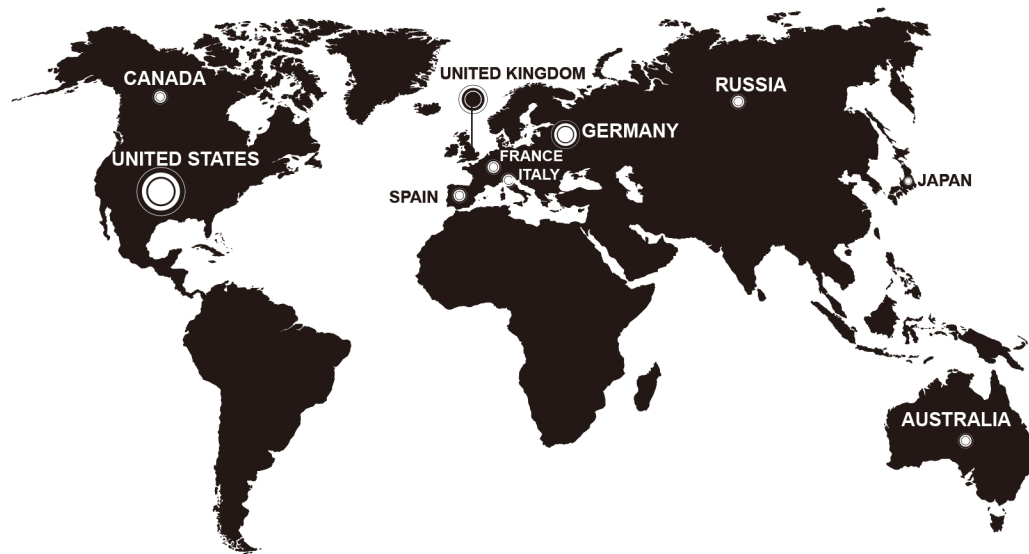 UNITED KINGDOM
CANADA
RUSSIA
GERMANY
UNITED STATES
FRANCE
ITALY
JAPAN
SPAIN
AUSTRALIA